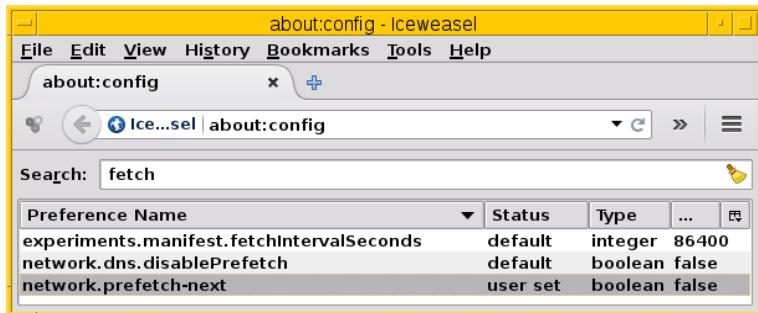 about:config - Iceweasel
File Edit View History Bookmarks Tools Help
about:config
Ice...sel about:config
Search: fetch
Preference Name Status Type ...
experiments.manifest.fetchIntervalSeconds default integer 86400
network.dns.disablePrefetch default boolean false
network.prefetch-next user set boolean false